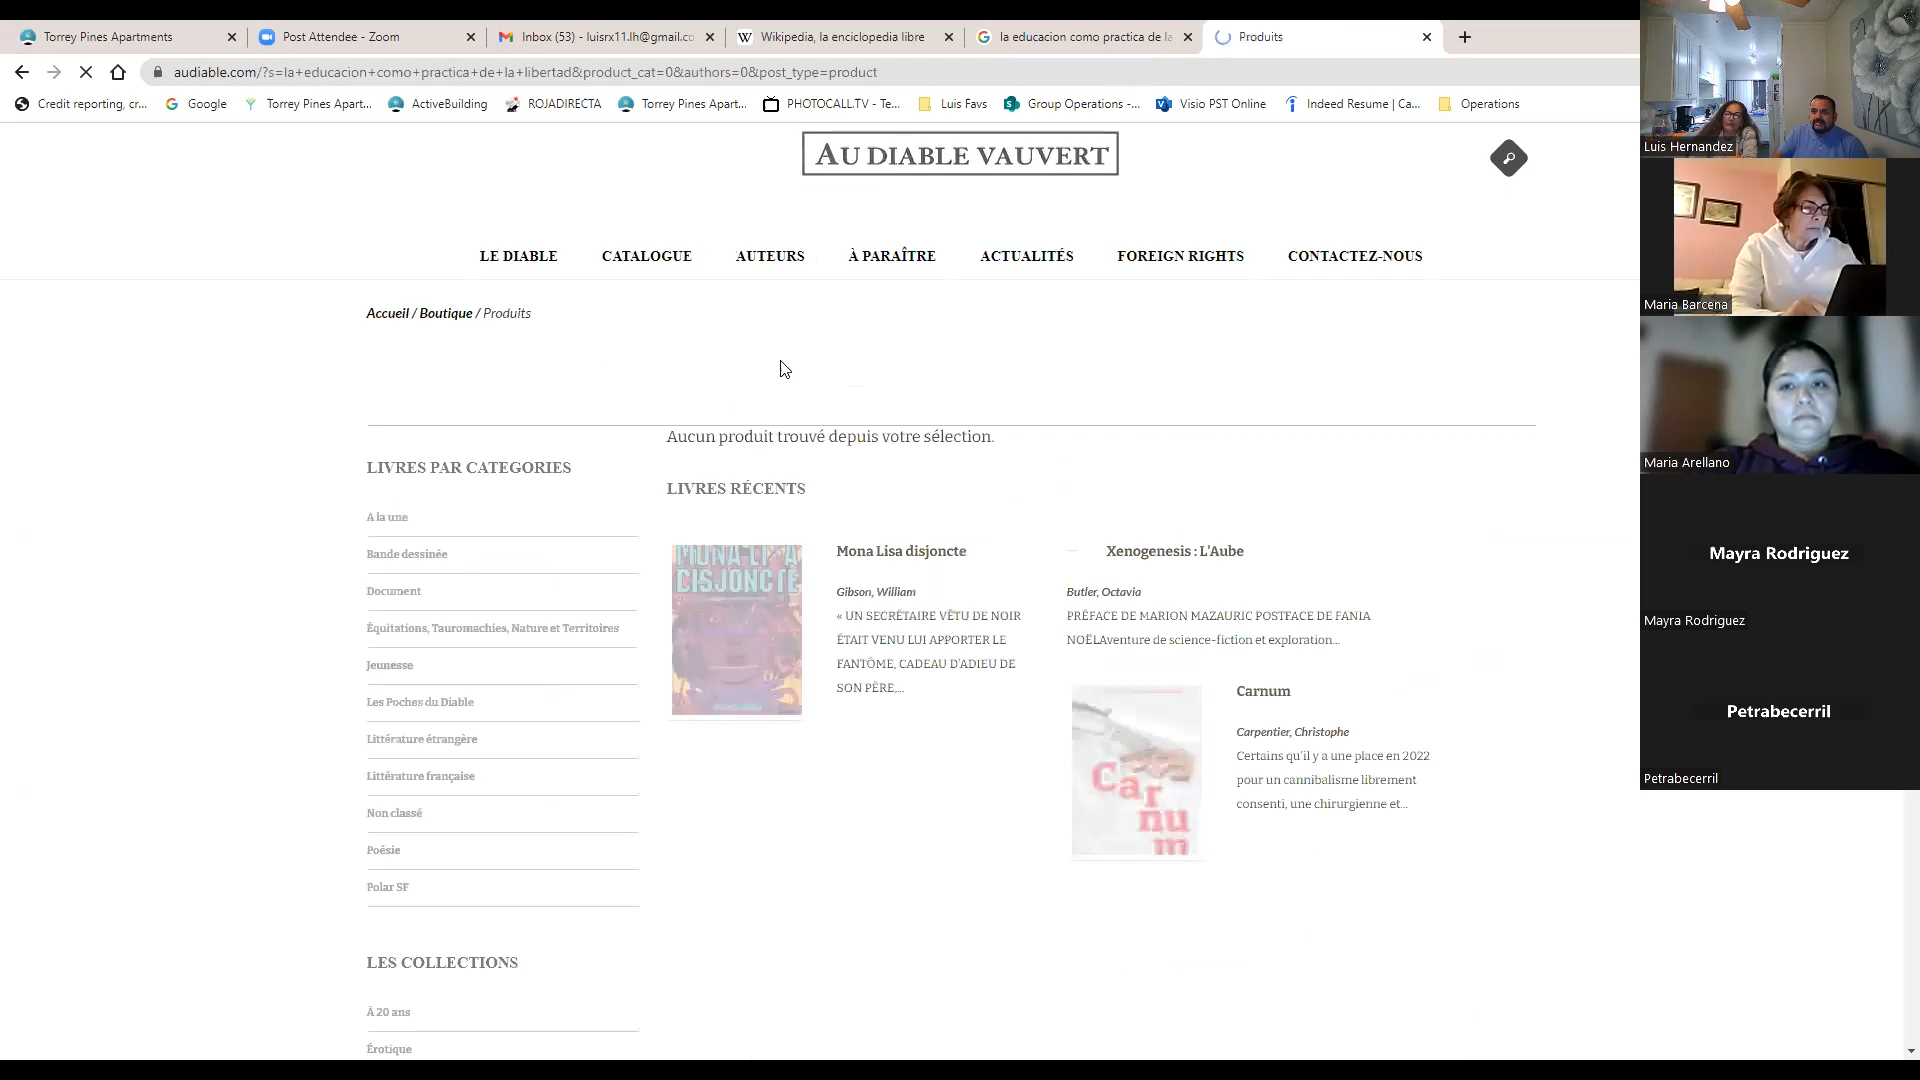 Torrey Pines Apartments
Post Attendee - Zoom
Inbox (53) - luisrx11.lh@gmail.co
Wikipedia, la enciclopedia libre
la educacion como practica de la
Produits
audiable.com/?s=la+educacion+como+practica+de+la+libertad&product_cat=0&authors=0&post_type=product
Credit reporting, cr...
Google
Torrey Pines Apart...
ActiveBuilding
ROJADIRECTA
Torrey Pines Apart...
PHOTOCALL.TV - Te...
Luis Favs
Group Operations -...
Visio PST Online
Indeed Resume | Ca...
Operations
AU DIABLE VAUVERT
LE DIABLE
CATALOGUE
AUTEURS
À PARAÎTRE
ACTUALITÉS
FOREIGN RIGHTS
CONTACTEZ-NOUS
Accueil / Boutique / Produits
Aucun produit trouvé depuis votre sélection.
LIVRES PAR CATEGORIES
A la une
Bande dessinée
Document
Équitations, Tauromachies, Nature et Territoires
Jeunesse
Les Poches du Diable
Littérature étrangère
Littérature française
Non classé
Poésie
Polar SF
LES COLLECTIONS
À 20 ans
Érotique
LIVRES RÉCENTS
MONA LISA
DISJONCTE
Mona Lisa disjoncte
Gibson, William
« UN SECRÉTAIRE VÊTU DE NOIR
ÉTAIT VENU LUI APPORTER LE
FANTÔME, CADEAU D'ADIEU DE
SON PÈRE,...
Xenogenesis : L'Aube
Butler, Octavia
PRÉFACE DE MARION MAZAURIC POSTFACE DE FANIA
NOËLAventure de science-fiction et exploration...
Car
nu
m
Carnum
Carpentier, Christophe
Certains qu'il y a une place en 2022
pour un cannibalisme librement
consenti, une chirurgienne et...
Luis Hernandez
Maria Barcena
Maria Arellano
Mayra Rodriguez
Mayra Rodriguez
Petrabecerril
Petrabecerril